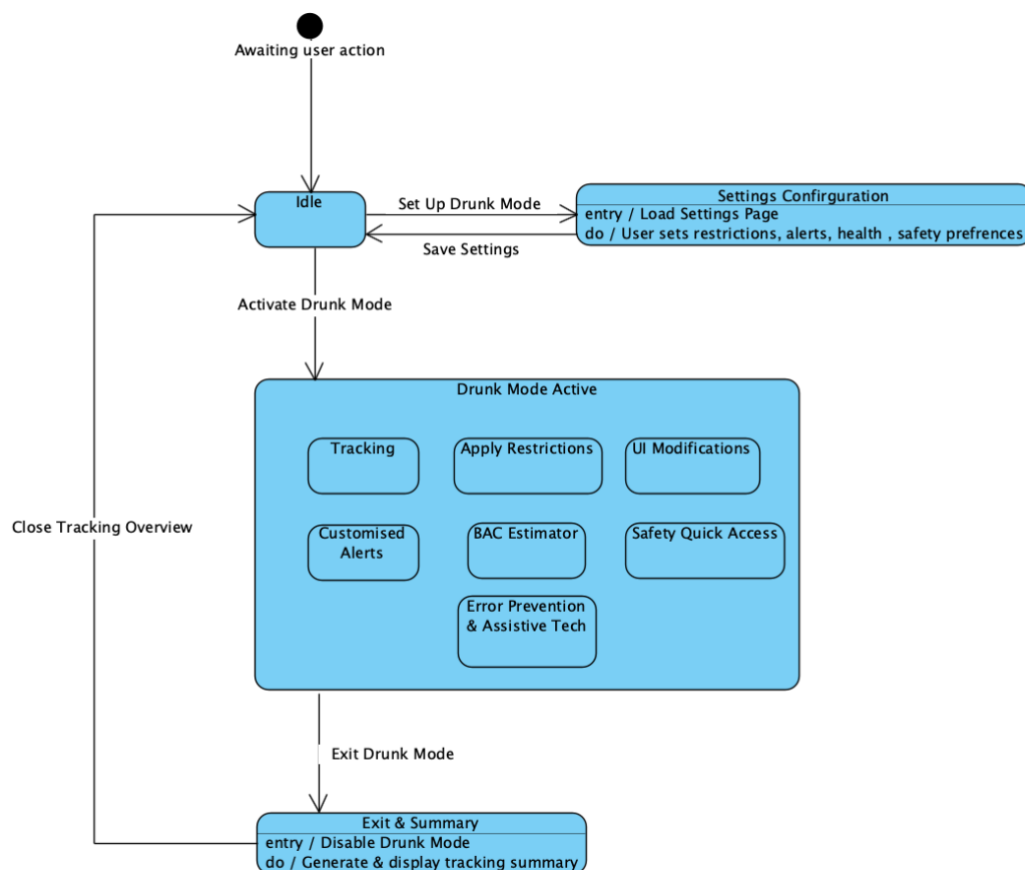 Awaiting user action
Idle
Set Up Drunk Mode
Settings Confirguration
entry / Load Settings Page
do / User sets restrictions, alerts, health , safety prefrences
Save Settings
Activate Drunk Mode
Drunk Mode Active
Tracking
Apply Restrictions
UI Modifications
Customised
Alerts
BAC Estimator
Safety Quick Access
Error Prevention
& Assistive Tech
Close Tracking Overview
Exit Drunk Mode
Exit & Summary
entry / Disable Drunk Mode
do / Generate & display tracking summary